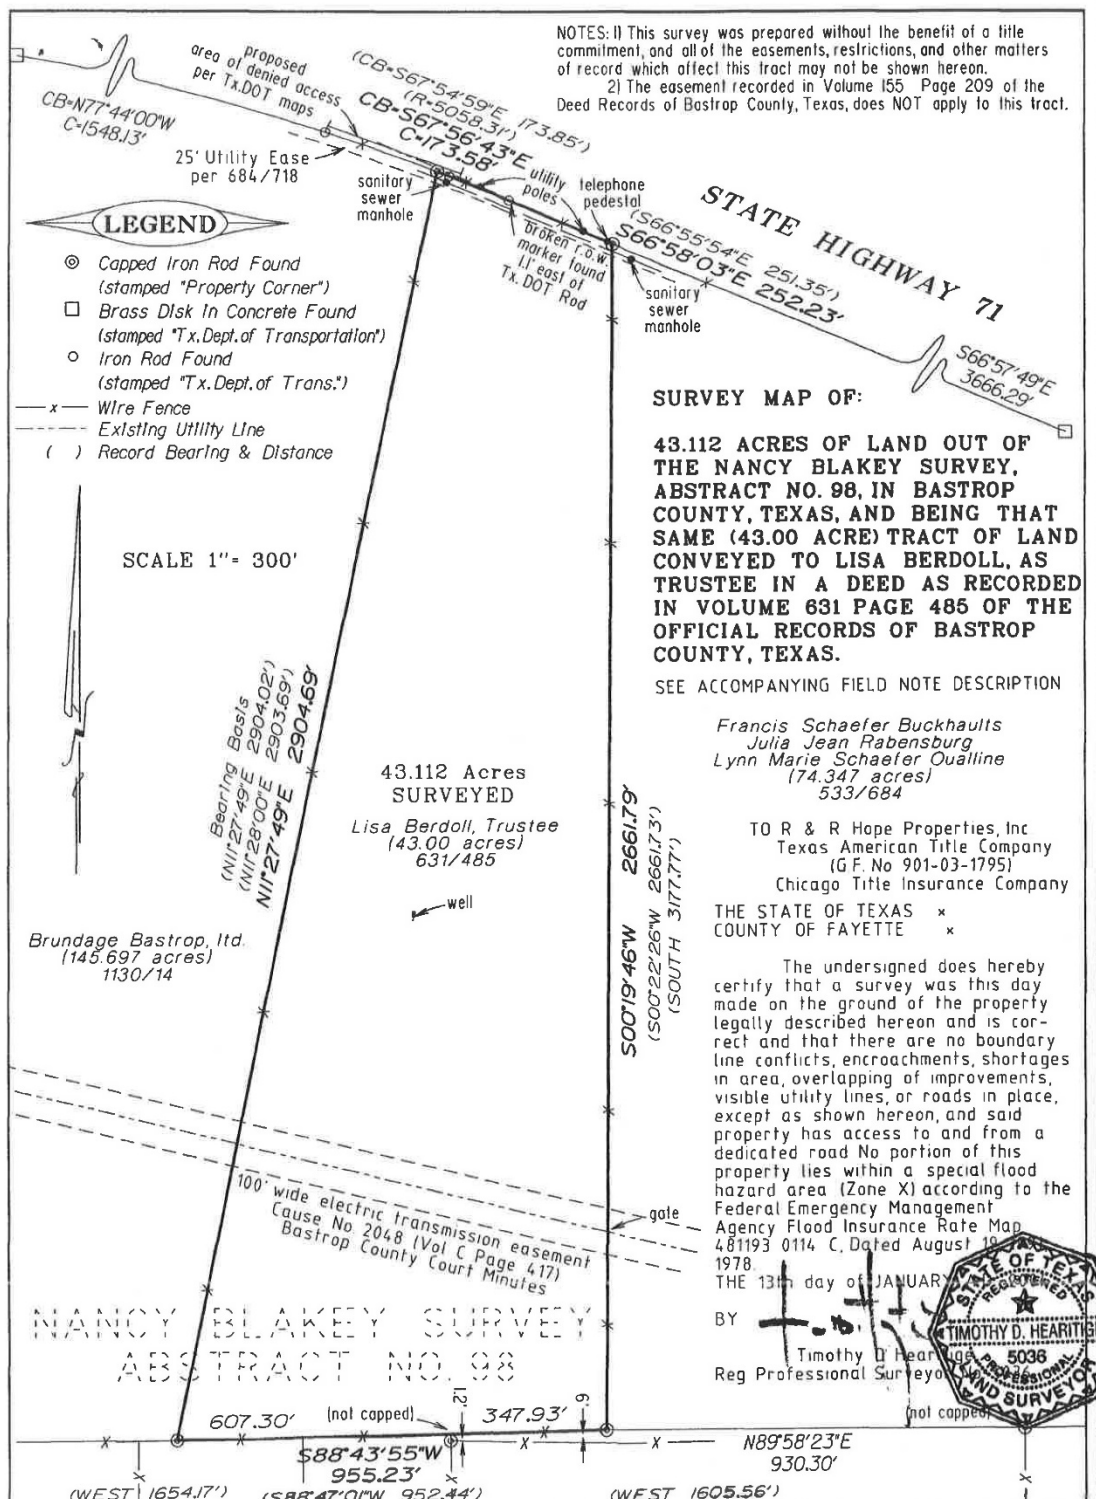 NOTES: 1) This survey was prepared without the benefit of a title
commitment, and all of the easements, restrictions, and other matters
of record which affect this tract may not be shown hereon.
2) The easement recorded in Volume 155 Page 209 of the
Deed Records of Bastrop County, Texas, does NOT apply to this tract.
proposed
area of denied access
per Tx.DOT maps
(CB=S67°54'59"E 173.85')
(R=5058.31')
CB=S67°56'43"E
C=173.58'
CB=N77°44'00"W
C=1548.13'
25' Utility Ease
per 684/718
sanitary
sewer
manhole
utility
poles
telephone
pedestal
broken r.o.w.
marker found
1.1' east of
Tx.DOT Rod
(S66°55'54"E 251.35')
S66°58'03"E 252.23'
sanitary
sewer
manhole
STATE HIGHWAY 71
S66°57'49"E
3666.29'
LEGEND
Capped Iron Rod Found
(stamped "Property Corner")
Brass Disk in Concrete Found
(stamped "Tx.Dept.of Transportation")
Iron Rod Found
(stamped "Tx.Dept.of Trans.")
x Wire Fence
Existing Utility Line
( ) Record Bearing & Distance
SCALE 1"= 300'
SURVEY MAP OF:
43.112 ACRES OF LAND OUT OF
THE NANCY BLAKEY SURVEY,
ABSTRACT NO. 98, IN BASTROP
COUNTY, TEXAS, AND BEING THAT
SAME (43.00 ACRE) TRACT OF LAND
CONVEYED TO LISA BERDOLL, AS
TRUSTEE IN A DEED AS RECORDED
IN VOLUME 631 PAGE 485 OF THE
OFFICIAL RECORDS OF BASTROP
COUNTY, TEXAS.
SEE ACCOMPANYING FIELD NOTE DESCRIPTION
Francis Schaefer Buckhaults
Julia Jean Rabensburg
Lynn Marie Schaefer Oualline
(74.347 acres)
533/684
Bearing Basis
(N11°27'49"E 2904.02')
(N11°28'00"E 2903.69')
N11°27'49"E 2904.69'
43.112 Acres
SURVEYED
Lisa Berdoll, Trustee
(43.00 acres)
631/485
well
S00°19'46"W 2661.79'
(S00°22'26"W 2661.73')
(SOUTH 3177.77')
Brundage Bastrop, ltd.
(145.697 acres)
1130/14
TO R & R Hope Properties, Inc
Texas American Title Company
(G.F. No 901-03-1795)
Chicago Title Insurance Company
THE STATE OF TEXAS x
COUNTY OF FAYETTE x
The undersigned does hereby
certify that a survey was this day
made on the ground of the property
legally described hereon and is cor-
rect and that there are no boundary
line conflicts, encroachments, shortages
in area, overlapping of improvements,
visible utility lines, or roads in place,
except as shown hereon, and said
property has access to and from a
dedicated road No portion of this
property lies within a special flood
hazard area (Zone X) according to the
Federal Emergency Management
Agency Flood Insurance Rate Map
481193 0114 C, Dated August 19
1978.
THE 13th day of JANUARY
BY
Timothy D Heartige
Reg Professional Surveyor
STATE OF TEXAS
REGISTERED
TIMOTHY D. HEARITIGE
5036
PROFESSIONAL
LAND SURVEYOR
gate
100' wide electric transmission easement
Cause No. 2048 (Vol C Page 417)
Bastrop County Court Minutes
NANCY BLAKEY SURVEY
ABSTRACT NO. 98
607.30'
(not capped)
12'
347.93'
6'
(not capped)
S88°43'55"W
955.23'
N89°58'23"E
930.30'
(WEST 1654.17')
(S88°47'01"W 952.44')
(WEST 1605.56')